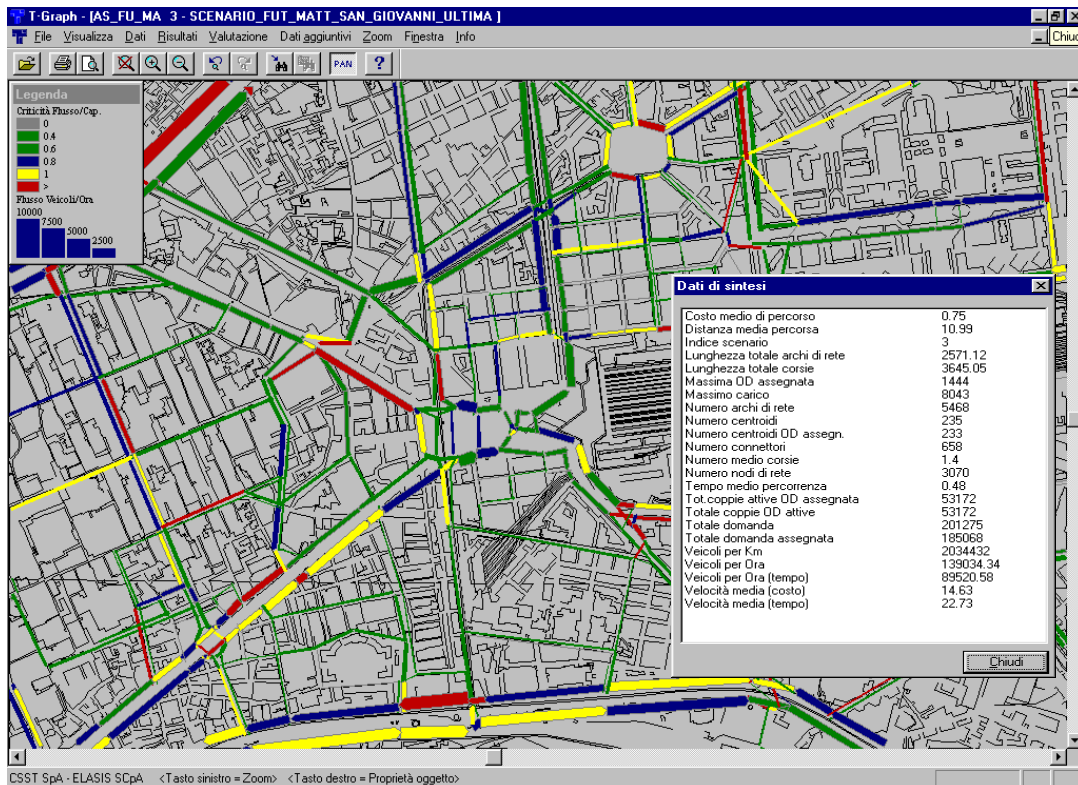 T-Graph - [AS_FU_MA 3 - SCENARIO_FUT_MATT_SAN_GIOVANNI_ULTIMA ]
File Visualizza Dati Risultati Valutazione Dati aggiuntivi Zoom Finestra Info
Chiudi
PAN ?
Legenda
Criticità Flusso/Cap.
0
0.4
0.6
0.8
1
>
Flusso Veicoli/Ora
10000
7500
5000
2500
Dati di sintesi
Costo medio di percorso 0.75
Distanza media percorsa 10.99
Indice scenario 3
Lunghezza totale archi di rete 2571.12
Lunghezza totale corsie 3645.05
Massima OD assegnata 1444
Massimo carico 8043
Numero archi di rete 5468
Numero centroidi 235
Numero centroidi OD assegn. 233
Numero connettori 658
Numero medio corsie 1.4
Numero nodi di rete 3070
Tempo medio percorrenza 0.48
Tot.coppie attive OD assegnata 53172
Totale coppie OD attive 53172
Totale domanda 201275
Totale domanda assegnata 185068
Veicoli per Km 2034432
Veicoli per Ora 139034.34
Veicoli per Ora (tempo) 89520.58
Velocità media (costo) 14.63
Velocità media (tempo) 22.73
Chiudi
CSST SpA - ELASIS SCpA <Tasto sinistro = Zoom> <Tasto destro = Proprietà oggetto>